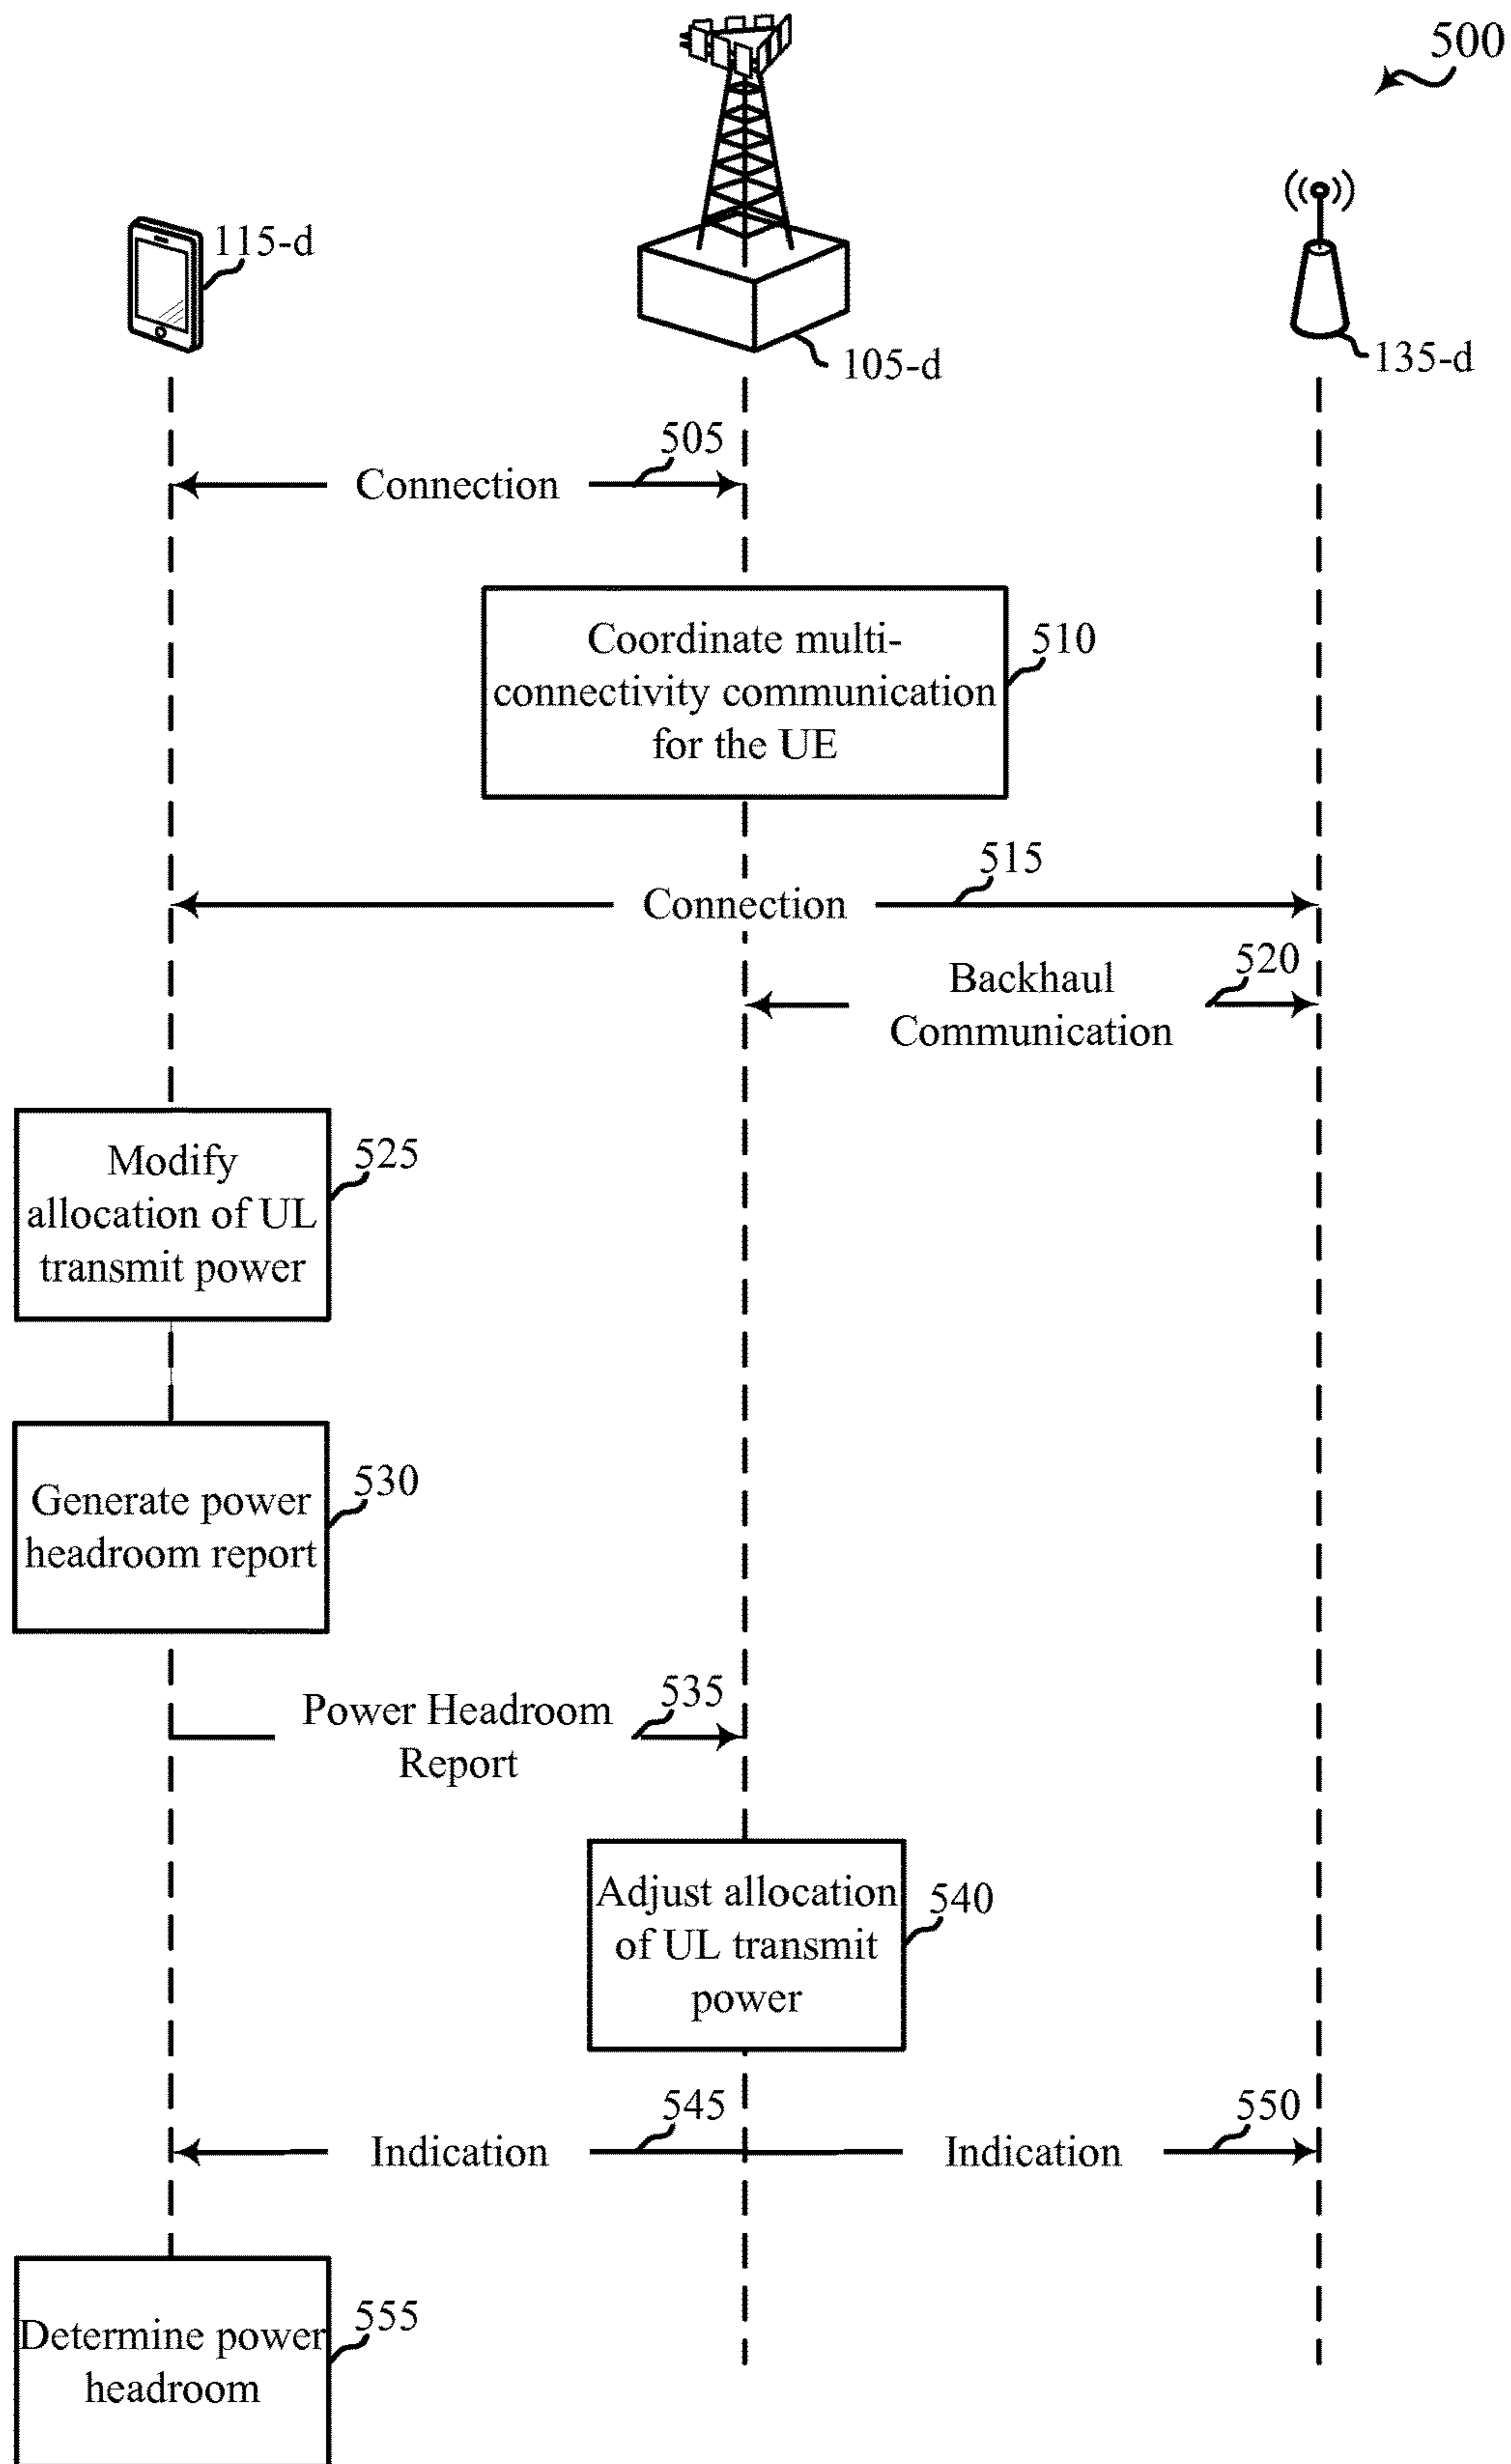 500
115-d
105-d
135-d
505
Connection
Coordinate multi-
connectivity communication
for the UE
510
515
Connection
520
Backhaul
Communication
Modify
allocation of UL
transmit power
525
Generate power
headroom report
530
535
Power Headroom
Report
Adjust allocation
of UL transmit
power
540
545
Indication
550
Indication
Determine power
headroom
555